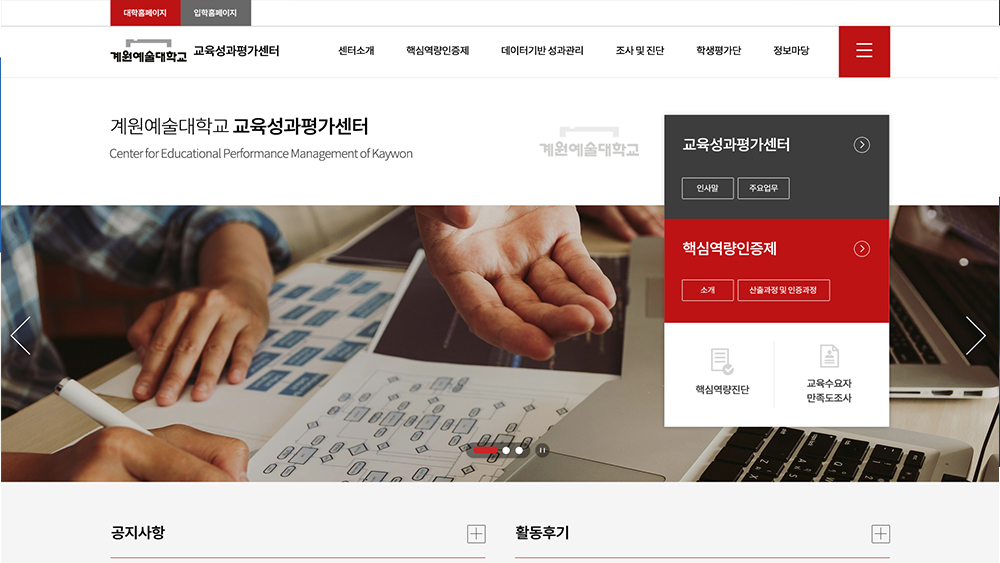 대학홈페이지
입학홈페이지
계원예술대학교 교육성과평가센터
센터소개
핵심역량인증제
데이터기반 성과관리
조사 및 진단
학생평가단
정보마당
계원예술대학교 교육성과평가센터
Center for Educational Performance Management of Kaywon
계원예술대학교
교육성과평가센터
인사말
주요업무
핵심역량인증제
소개
산출과정 및 인증과정
핵심역량진단
교육수요자
만족도조사
공지사항
활동후기